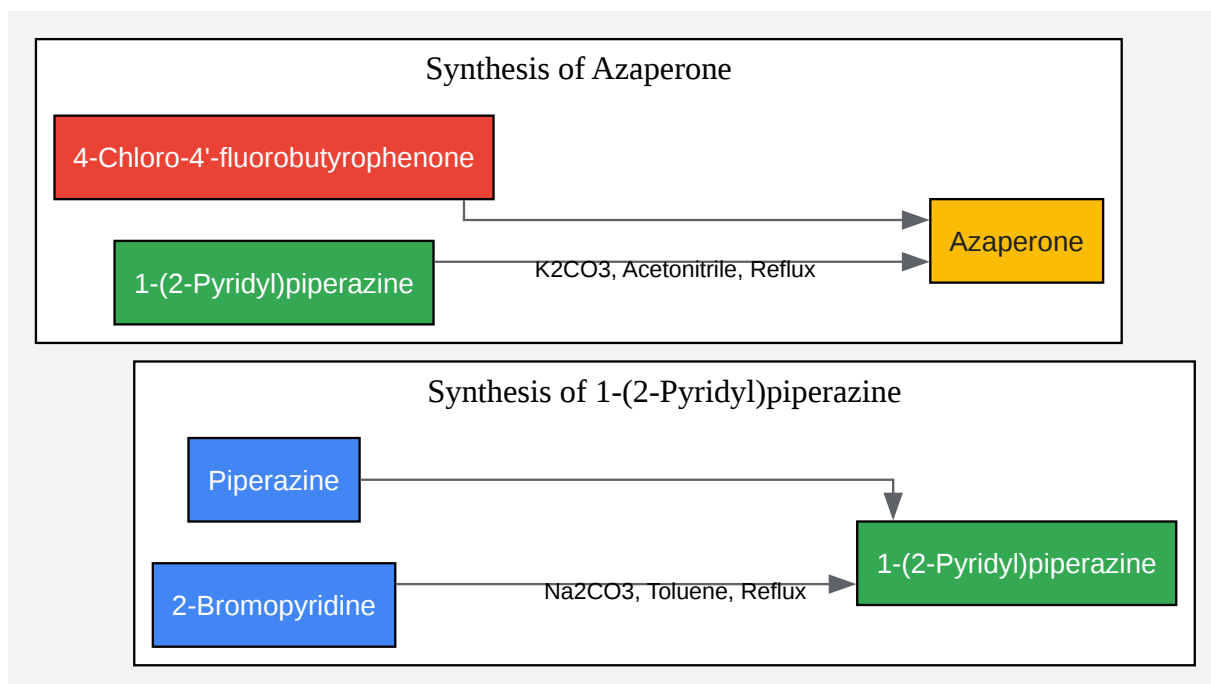 Synthesis of Azaperone
4-Chloro-4'-fluorobutyrophenone
Azaperone
1-(2-Pyridyl)piperazine
K2CO3, Acetonitrile, Reflux
Synthesis of 1-(2-Pyridyl)piperazine
Piperazine
1-(2-Pyridyl)piperazine
2-Bromopyridine
Na2CO3, Toluene, Reflux